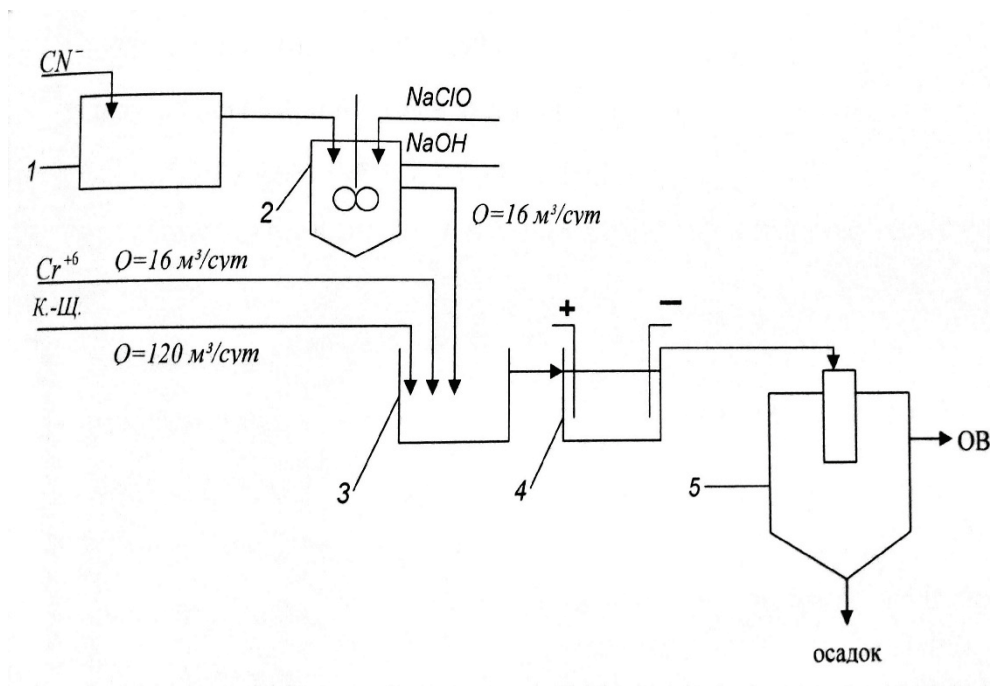 CN⁻
NaClO
NaOH
1
2
Q=16 м³/сут
Cr⁺⁶ Q=16 м³/сут
К.-Щ.
Q=120 м³/сут
+ −
3
4
5
ОВ
осадок